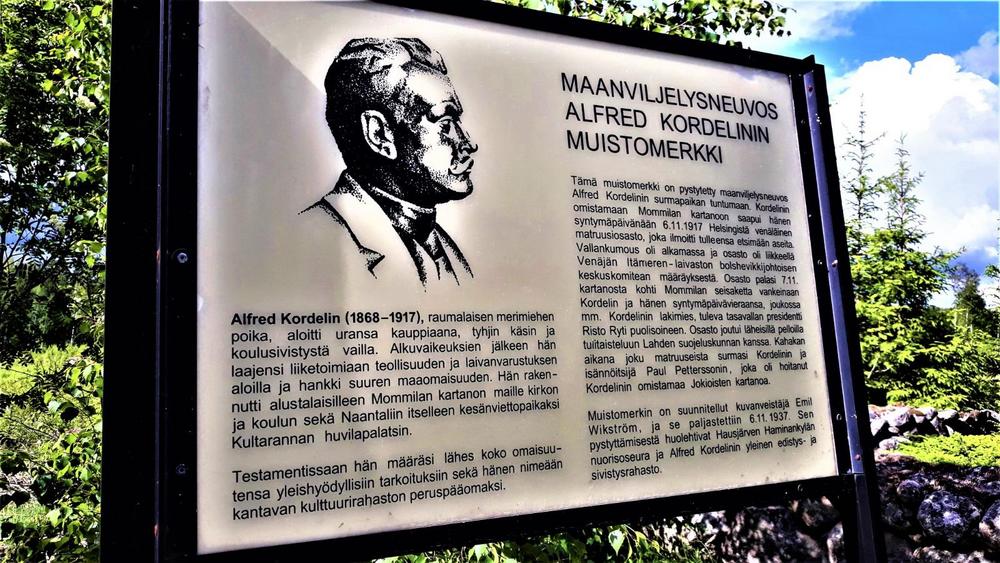 MAANVILJELYSNEUVOS
ALFRED KORDELININ
MUISTOMERKKI
Alfred Kordelin (1868–1917), raumalaisen merimiehen
poika, aloitti uransa kauppiaana, tyhjin käsin ja
koulusivistystä vailla. Alkuvaikeuksien jälkeen hän
laajensi liiketoimiaan teollisuuden ja laivanvarustuksen
aloilla ja hankki suuren maaomaisuuden. Hän raken-
nutti alustalaisilleen Mommilan kartanon maille kirkon
ja koulun sekä Naantaliin itselleen kesänviettopaikaksi
Kultarannan huvilapalatsin.
Testamentissaan hän määräsi lähes koko omaisuu-
tensa yleishyödyllisiin tarkoituksiin sekä hänen nimeään
kantavan kulttuurirahaston peruspääomaksi.
Tämä muistomerkki on pystytetty maanviljelysneuvos
Alfred Kordelinin surmapaikan tuntumaan. Kordelinin
omistamaan Mommilan kartanoon saapui hänen
syntymäpäivänään 6.11.1917 Helsingistä venäläinen
matruusiosasto, joka ilmoitti tulleensa etsimään aseita.
Vallankumous oli alkamassa ja osasto oli liikkeellä
Venäjän Itämeren-laivaston bolshevikkijohtoisen
keskuskomitean määräyksestä. Osasto palasi 7.11.
kartanosta kohti Mommilan seisaketta vankeinaan
Kordelin ja hänen syntymäpäivävieraansa, joukossa
mm. Kordelinin lakimies, tuleva tasavallan presidentti
Risto Ryti puolisoineen. Osasto joutui läheisillä pelloilla
tulitaisteluun Lahden suojeluskunnan kanssa. Kahakan
aikana joku matruuseista surmasi Kordelinin ja
isännöitsijä Paul Petterssonin, joka oli hoitanut
Kordelinin omistamaa Jokioisten kartanoa.
Muistomerkin on suunnitellut kuvanveistäjä Emil
Wikström, ja se paljastettiin 6.11.1937. Sen
pystyttämisestä huolehtivat Hausjärven Haminankylän
nuorisoseura ja Alfred Kordelinin yleinen edistys- ja
sivistysrahasto.